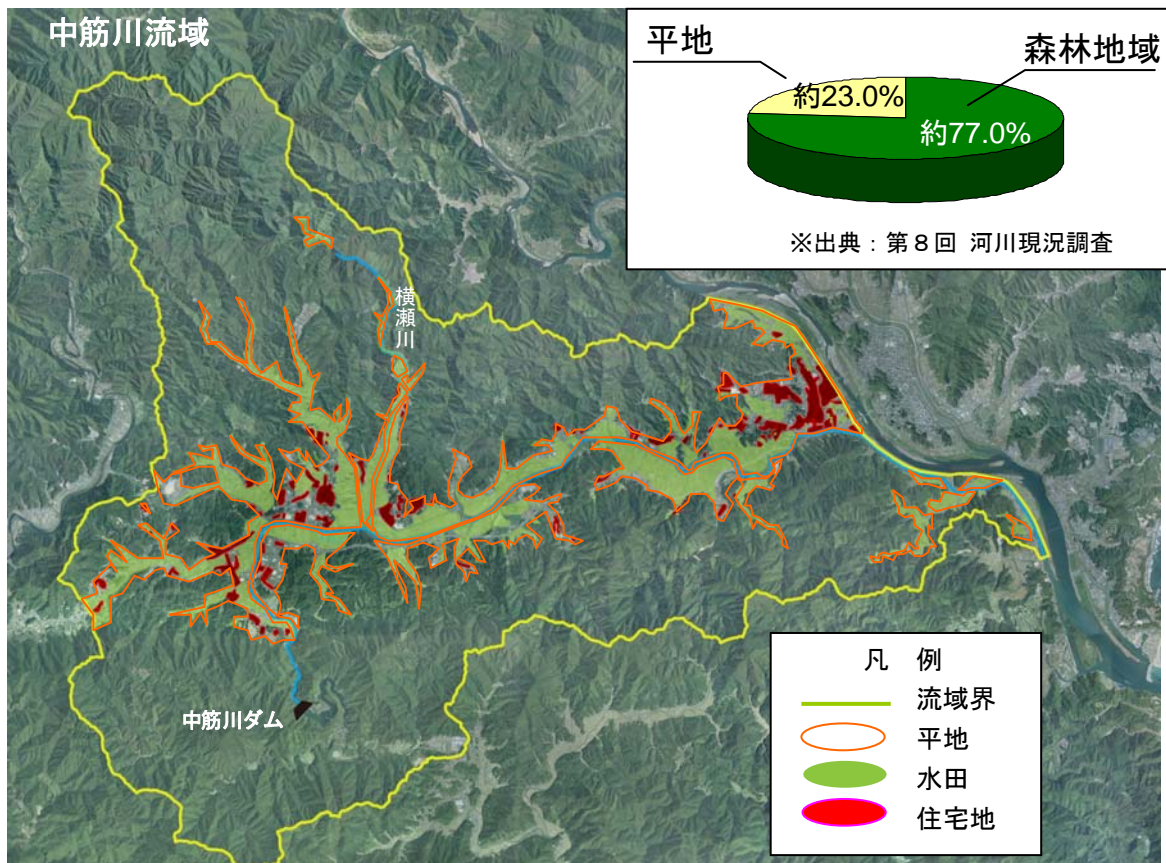 中筋川流域
平地
森林地域
約23.0%
約77.0%
※出典：第８回 河川現況調査
横瀬川
中筋川ダム
凡 例
流域界
平地
水田
住宅地